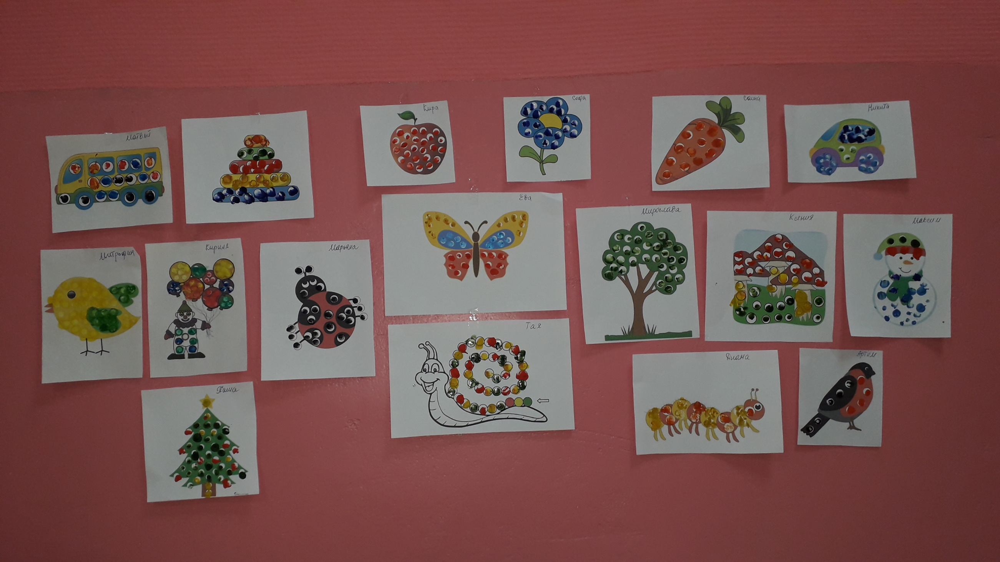 Матвей
Кира
Софа
Саша
Никита
Ева
Мирослава
Ксения
Максим
Митрофан
Кирилл
Марьяна
Тая
Диана
Артём
Паша